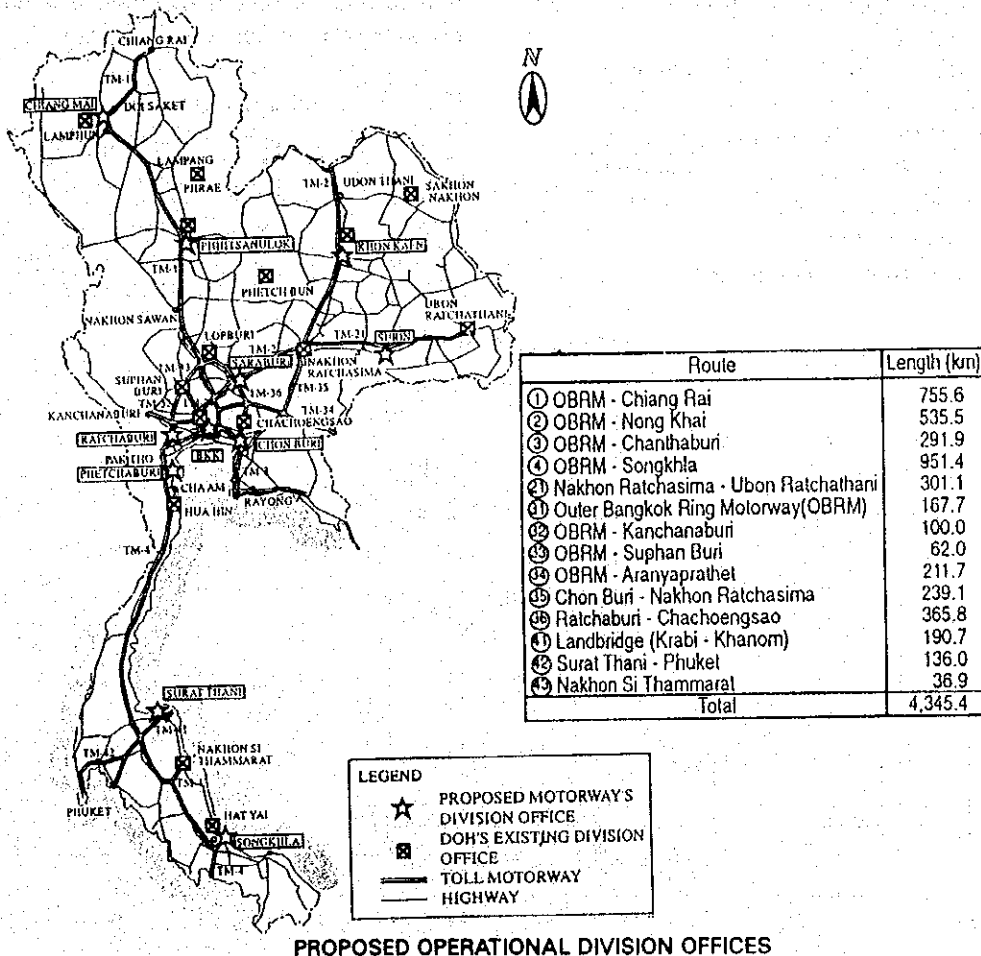 CHIANG RAI
TM-1
DOI SAKET
CHIANG MAI
LAMPHUN
LAMPANG
PHRAE
TM-2
UDON THANI
SAKHON
NAKHON
PHITSANULOK
KHON KAEN
TM-1
PHETCHBUN
UBON
RATCHATHANI
NAKHON SAWAN
LOPBURI
TM-21
SURIN
TM-2
SARABURI
NAKHON
RATCHASIMA
SUPHAN
BURI
TM-36
TM-35
TM-34
KANCHANABURI
CHACHOENGSAO
RATCHABURI
CHON BURI
PAK THO
BKK
PHETCHABURI
TM-3
CHA AM
RAYONG
HUA HIN
TM-4
SURAT THANI
TM-41
TM-42
NAKHON SI
THAMMARAT
PHUKET
HAT YAI
SONGKHLA
TM-4
N
Route Length (km)
① OBRM - Chiang Rai 755.6
② OBRM - Nong Khai 535.5
③ OBRM - Chanthaburi 291.9
④ OBRM - Songkhla 951.4
㉑ Nakhon Ratchasima - Ubon Ratchathani 301.1
㉛ Outer Bangkok Ring Motorway(OBRM) 167.7
㉜ OBRM - Kanchanaburi 100.0
㉝ OBRM - Suphan Buri 62.0
㉞ OBRM - Aranyaprathet 211.7
㉟ Chon Buri - Nakhon Ratchasima 239.1
㊱ Ratchaburi - Chachoengsao 365.8
㊶ Landbridge (Krabi - Khanom) 190.7
㊷ Surat Thani - Phuket 136.0
㊸ Nakhon Si Thammarat 36.9
Total 4,345.4
LEGEND
PROPOSED MOTORWAY'S
DIVISION OFFICE
DOH'S EXISTING DIVISION
OFFICE
TOLL MOTORWAY
HIGHWAY
PROPOSED OPERATIONAL DIVISION OFFICES